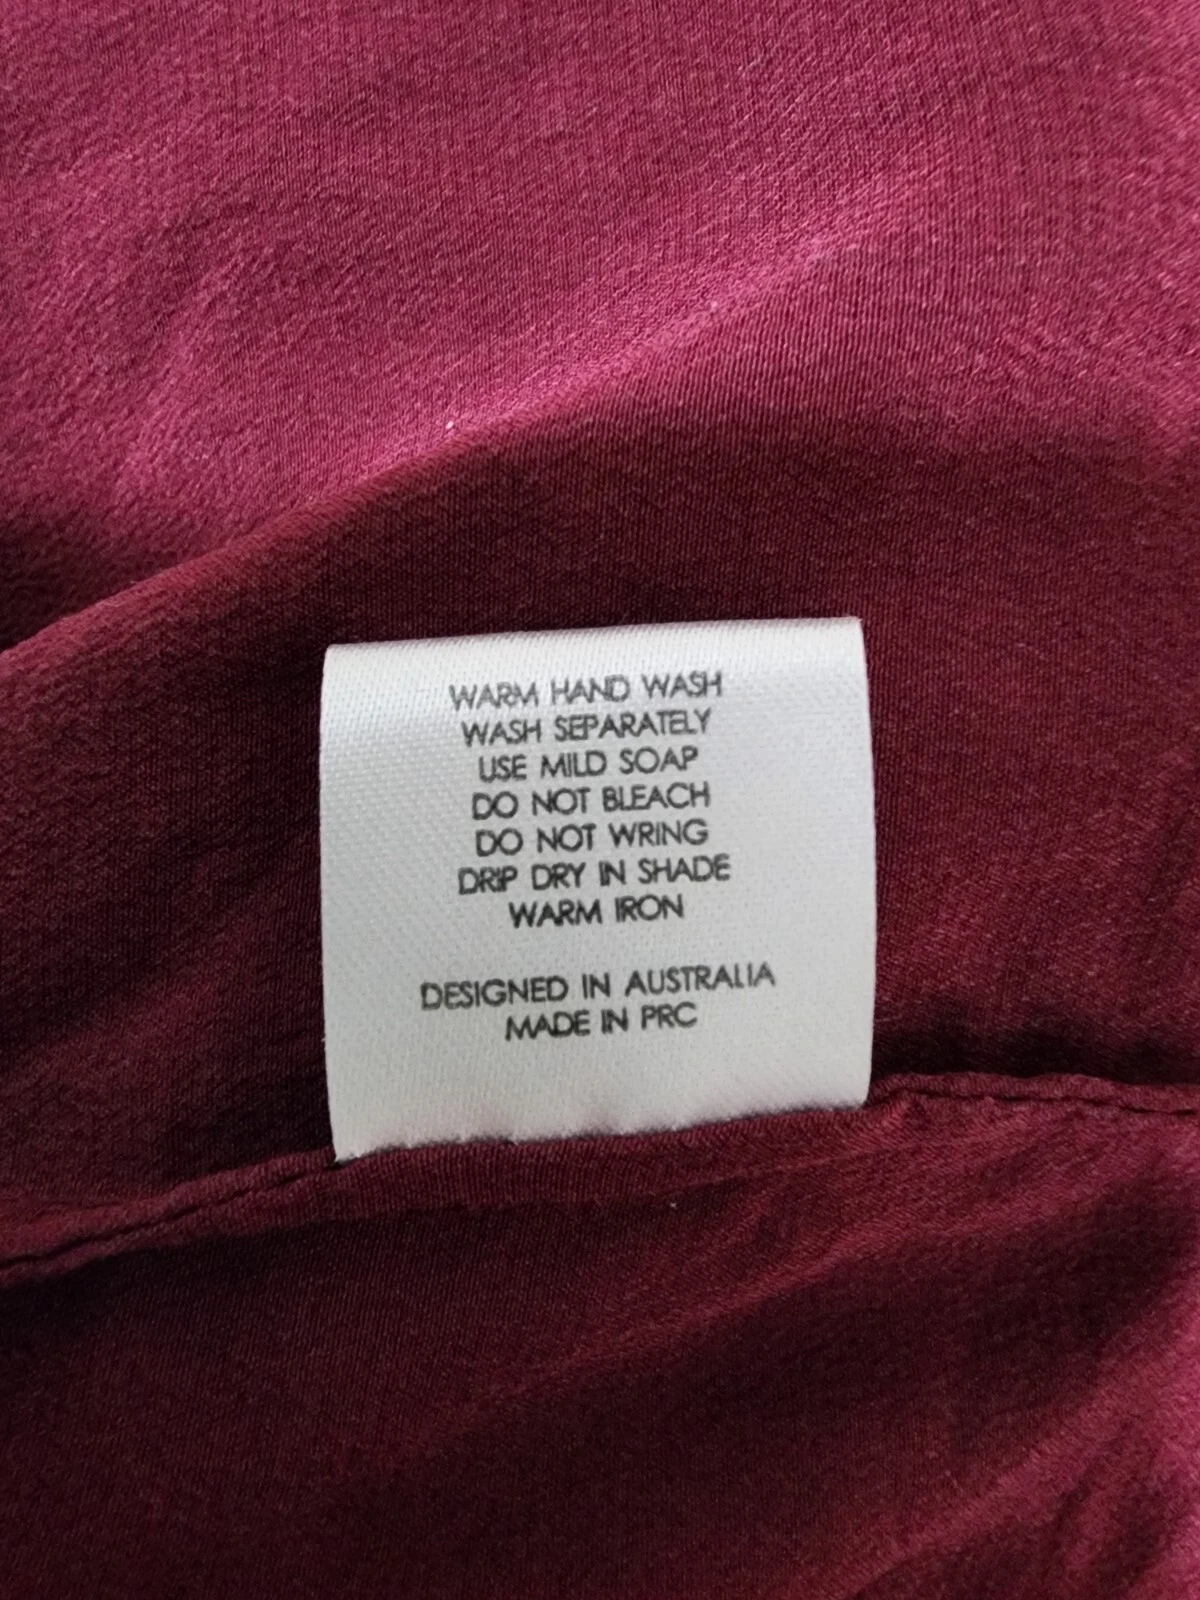 WARM HAND WASH
WASH SEPARATELY
USE MILD SOAP
DO NOT BLEACH
DO NOT WRING
DRIP DRY IN SHADE
WARM IRON
DESIGNED IN AUSTRALIA
MADE IN PRC